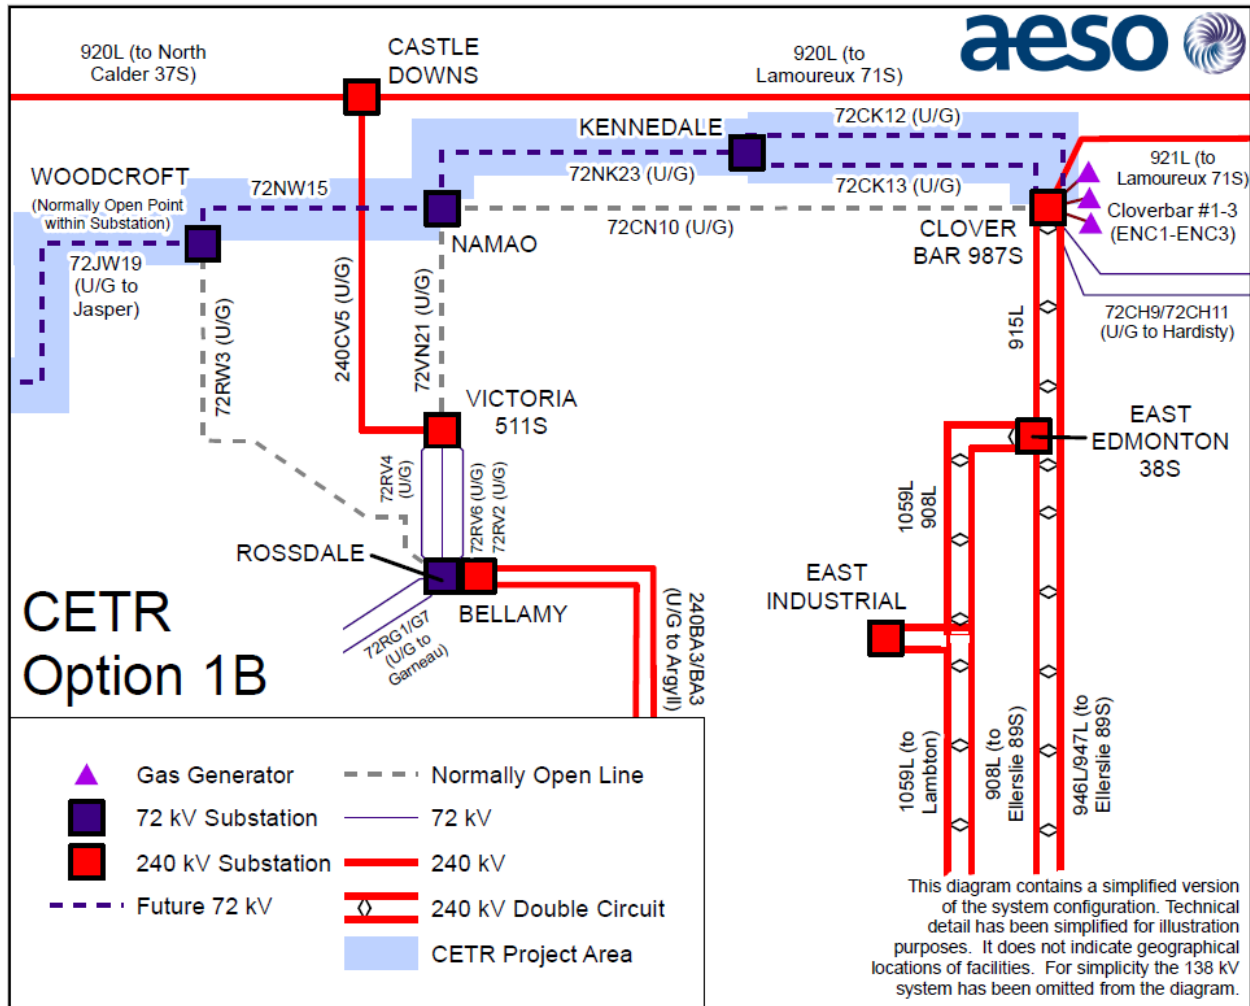 aeso
920L (to North
Calder 37S)
CASTLE
DOWNS
920L (to
Lamoureux 71S)
KENNEDALE
72CK12 (U/G)
72NK23 (U/G)
72CK13 (U/G)
921L (to
Lamoureux 71S)
WOODCROFT
(Normally Open Point
within Substation)
72NW15
72CN10 (U/G)
NAMAO
CLOVER
BAR 987S
Cloverbar #1-3
(ENC1-ENC3)
72JW19
(U/G to
Jasper)
72RW3 (U/G)
240CV5 (U/G)
72VN21 (U/G)
915L
72CH9/72CH11
(U/G to Hardisty)
VICTORIA
511S
EAST
EDMONTON
38S
72RV4
(U/G)
72RV6 (U/G)
72RV2 (U/G)
1059L
908L
ROSSDALE
BELLAMY
EAST
INDUSTRIAL
72RG1/G7
(U/G to
Garneau)
240BA3/BA3
(U/G to Argyll)
CETR
Option 1B
1059L (to
Lambton)
908L (to
Ellerslie 89S)
946L/947L (to
Ellerslie 89S)
Gas Generator
Normally Open Line
72 kV Substation
72 kV
240 kV Substation
240 kV
Future 72 kV
240 kV Double Circuit
CETR Project Area
This diagram contains a simplified version
of the system configuration. Technical
detail has been simplified for illustration
purposes. It does not indicate geographical
locations of facilities. For simplicity the 138 kV
system has been omitted from the diagram.